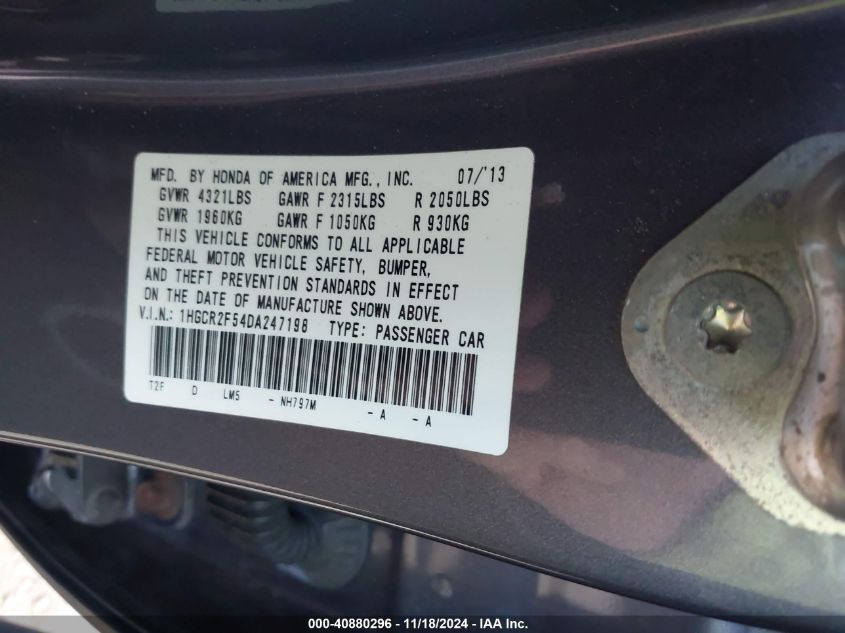 MFD. BY HONDA OF AMERICA MFG., INC. 07/'13
GVWR 4321LBS GAWR F 2315LBS R 2050LBS
GVWR 1960KG GAWR F 1050KG R 930KG
THIS VEHICLE CONFORMS TO ALL APPLICABLE
FEDERAL MOTOR VEHICLE SAFETY, BUMPER,
AND THEFT PREVENTION STANDARDS IN EFFECT
ON THE DATE OF MANUFACTURE SHOWN ABOVE.
V.I.N.: 1HGCR2F54DA247198 TYPE: PASSENGER CAR
T2F D LM5 - NH797M - A - A
000-40880296 - 11/18/2024 - IAA Inc.